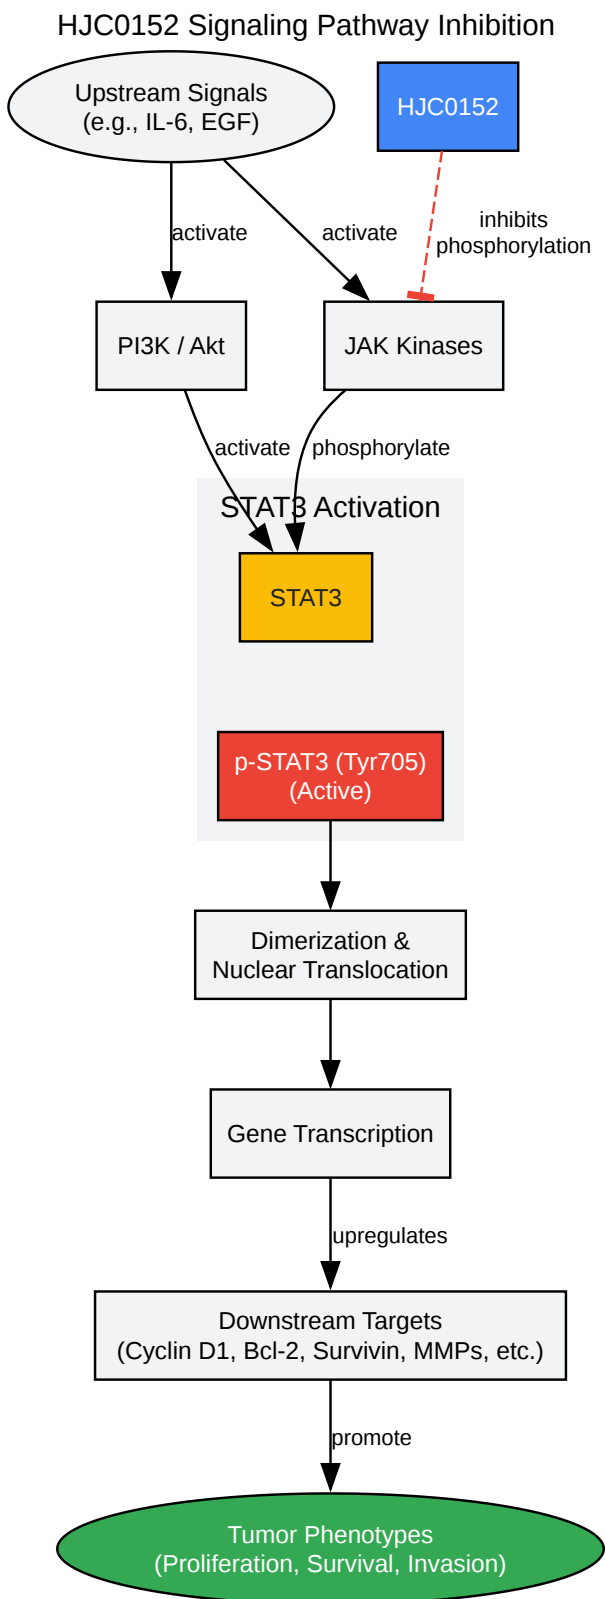 HJC0152 Signaling Pathway Inhibition
Upstream Signals
(e.g., IL-6, EGF)
HJC0152
activate
activate
inhibits
phosphorylation
PI3K / Akt
JAK Kinases
activate
phosphorylate
STAT3 Activation
STAT3
p-STAT3 (Tyr705)
(Active)
Dimerization &
Nuclear Translocation
Gene Transcription
upregulates
Downstream Targets
(Cyclin D1, Bcl-2, Survivin, MMPs, etc.)
promote
Tumor Phenotypes
(Proliferation, Survival, Invasion)